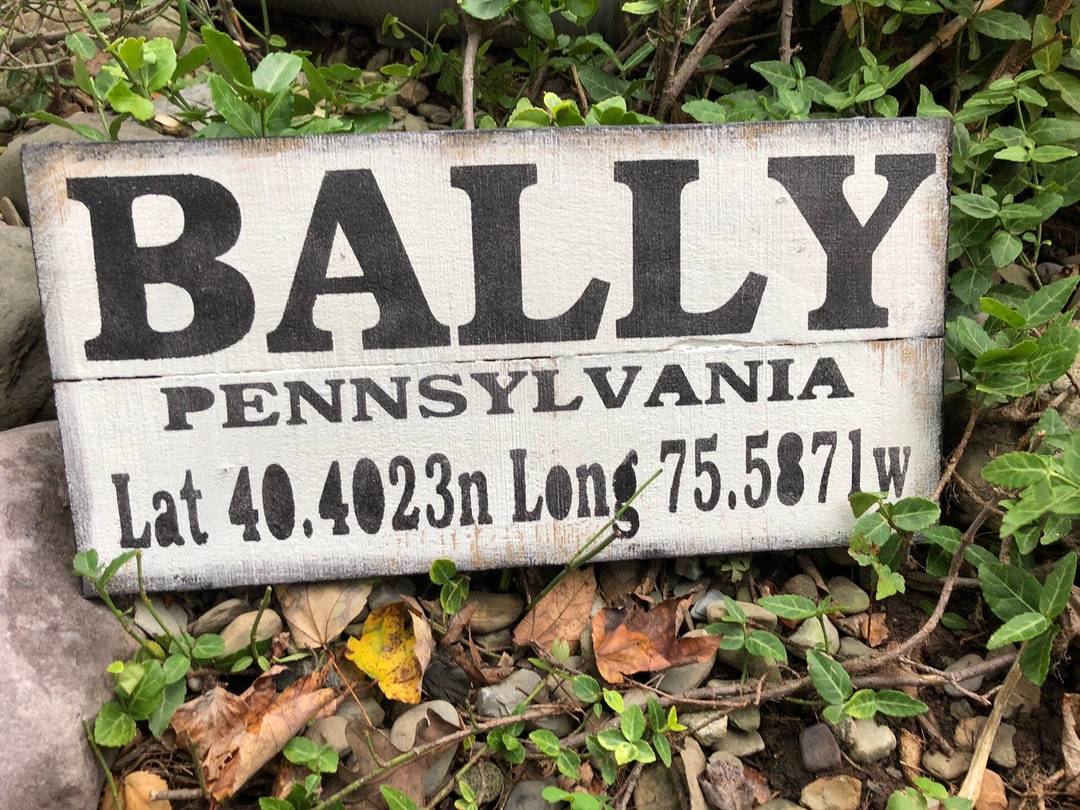 BALLY
PENNSYLVANIA
Lat 40.4023n Long 75.5871w